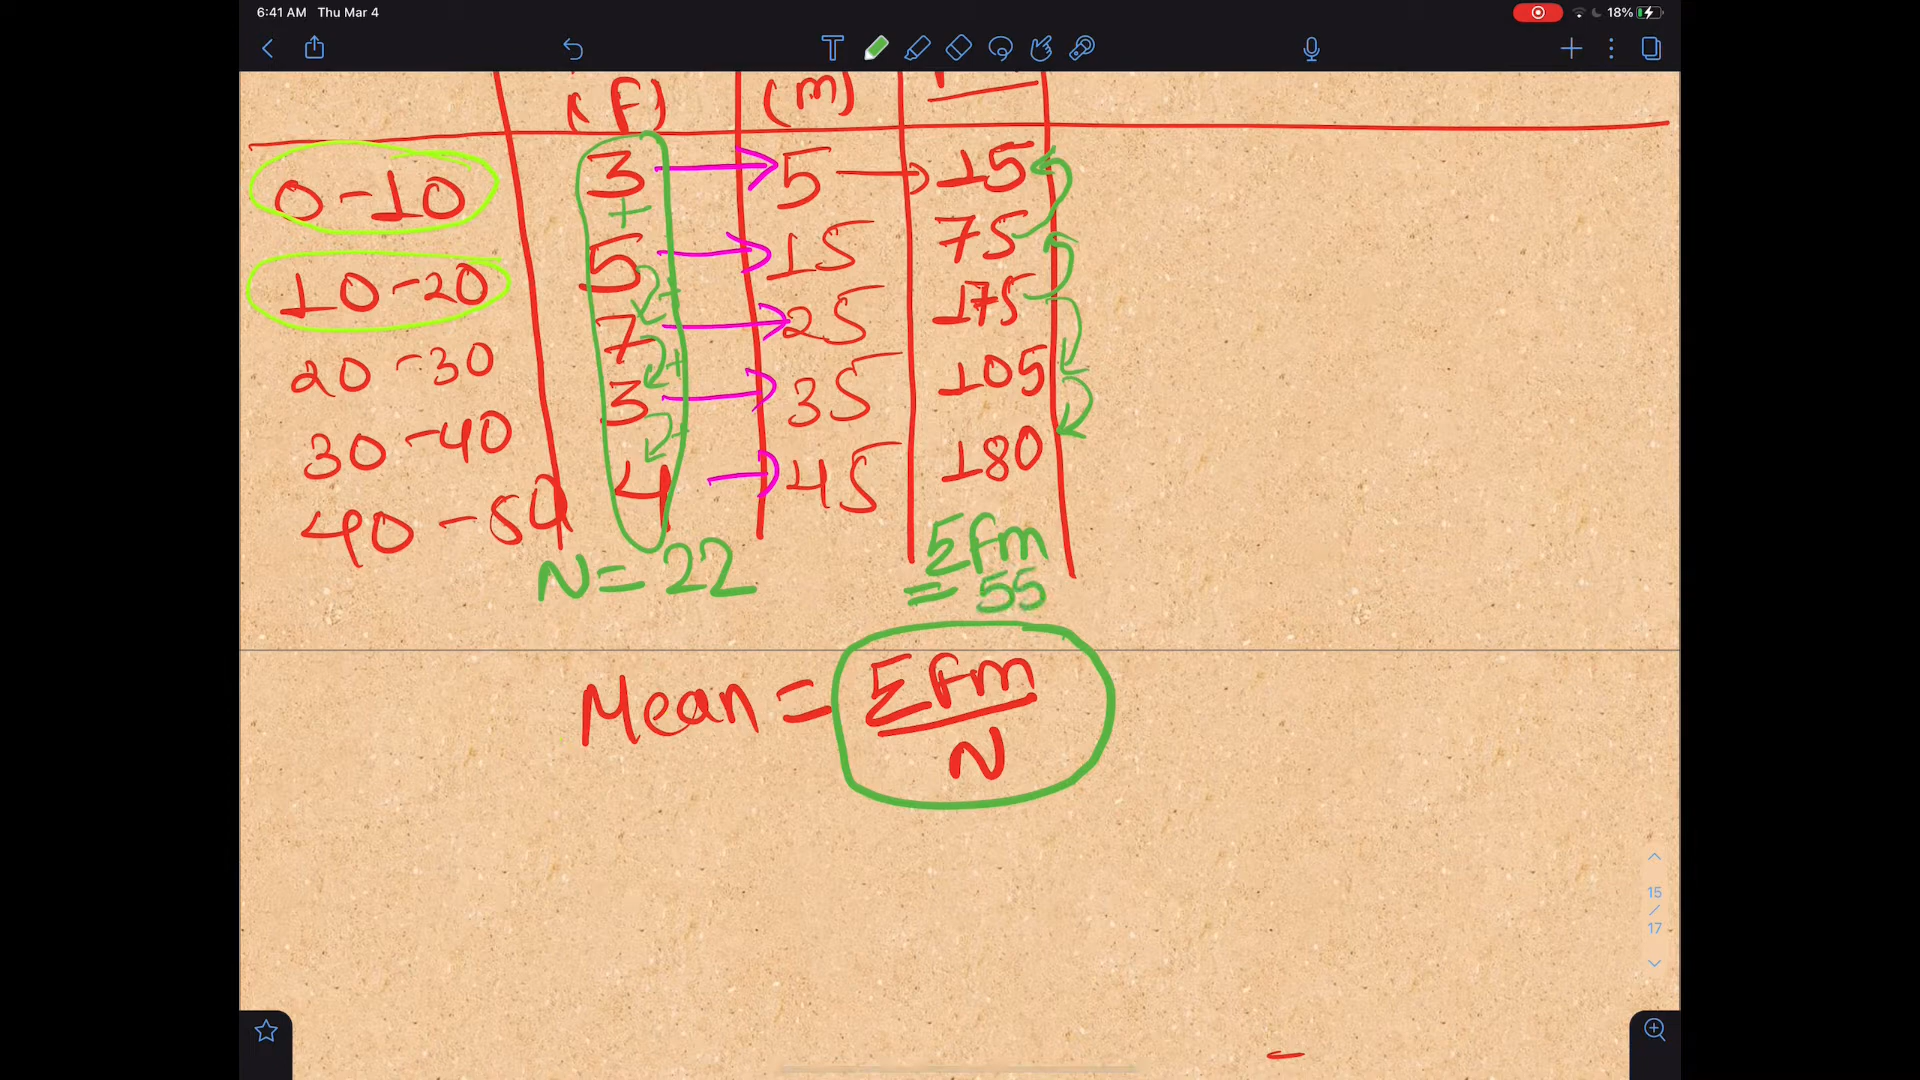 6:41 AM Thu Mar 4
18%
(F) (m)
0-10 3 5 15
+
10-20 5 15 75
+
20-30 7 25 175
+
30-40 3 35 105
+
40-50 4 45 180
N=22 Σfm
= 55
Mean = Σfm
N
15
/
17